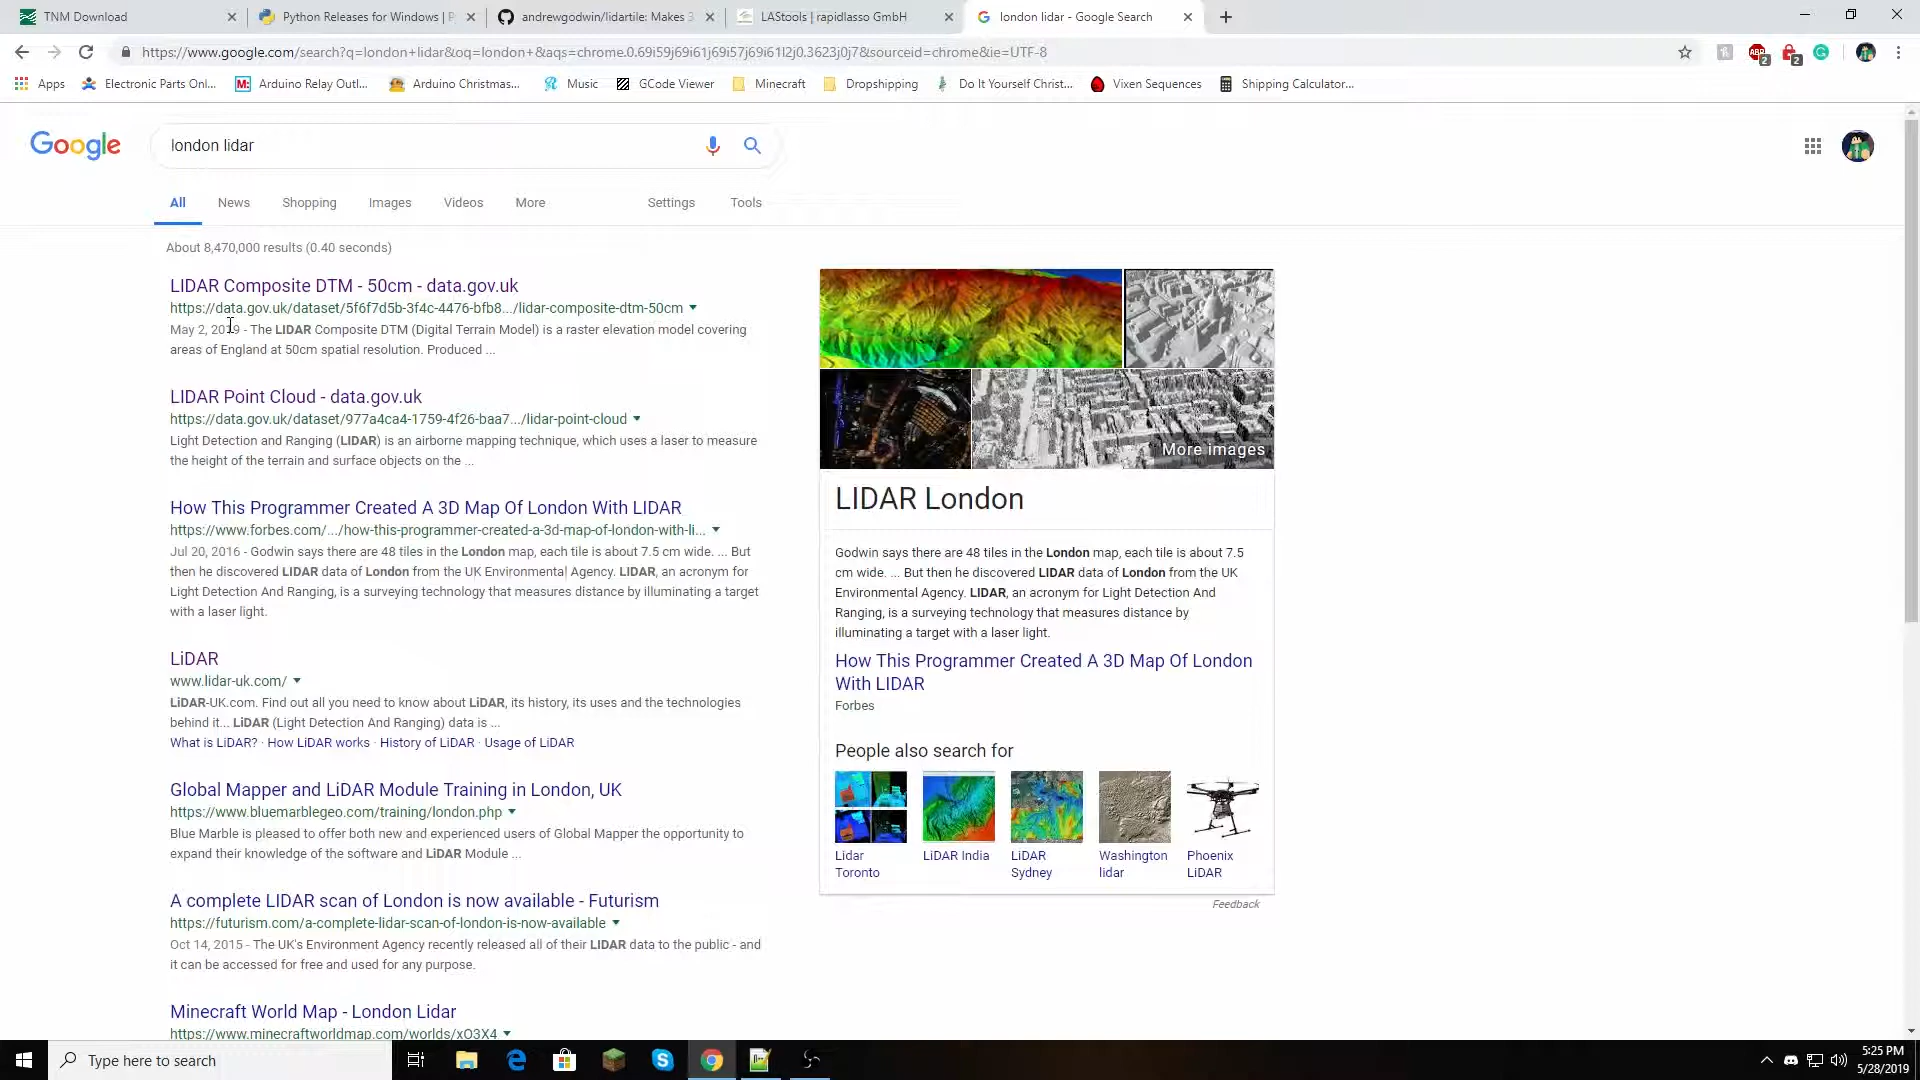 TNM Download
Python Releases for Windows | P
andrewgodwin/lidartile: Makes 3
LAStools | rapidlasso GmbH
london lidar - Google Search
https://www.google.com/search?q=london+lidar&oq=london+&aqs=chrome.0.69i59j69i61j69i57j69i61l2j0.3623j0j7&sourceid=chrome&ie=UTF-8
ABP
2
2
Apps
Electronic Parts Onl...
Arduino Relay Outl...
Arduino Christmas...
Music
GCode Viewer
Minecraft
Dropshipping
Do It Yourself Christ...
Vixen Sequences
Shipping Calculator...
Google
london lidar
All
News
Shopping
Images
Videos
More
Settings
Tools
About 8,470,000 results (0.40 seconds)
LIDAR Composite DTM - 50cm - data.gov.uk
https://data.gov.uk/dataset/5f6f7d5b-3f4c-4476-bfb8.../lidar-composite-dtm-50cm
May 2, 2019 - The LIDAR Composite DTM (Digital Terrain Model) is a raster elevation model covering
areas of England at 50cm spatial resolution. Produced ...
LIDAR Point Cloud - data.gov.uk
https://data.gov.uk/dataset/977a4ca4-1759-4f26-baa7.../lidar-point-cloud
Light Detection and Ranging (LIDAR) is an airborne mapping technique, which uses a laser to measure
the height of the terrain and surface objects on the ...
How This Programmer Created A 3D Map Of London With LIDAR
https://www.forbes.com/.../how-this-programmer-created-a-3d-map-of-london-with-li...
Jul 20, 2016 - Godwin says there are 48 tiles in the London map, each tile is about 7.5 cm wide. ... But
then he discovered LIDAR data of London from the UK Environmental Agency. LIDAR, an acronym for
Light Detection And Ranging, is a surveying technology that measures distance by illuminating a target
with a laser light.
LiDAR
www.lidar-uk.com/
LiDAR-UK.com. Find out all you need to know about LiDAR, its history, its uses and the technologies
behind it... LiDAR (Light Detection And Ranging) data is ...
What is LiDAR? · How LiDAR works · History of LiDAR · Usage of LiDAR
Global Mapper and LiDAR Module Training in London, UK
https://www.bluemarblegeo.com/training/london.php
Blue Marble is pleased to offer both new and experienced users of Global Mapper the opportunity to
expand their knowledge of the software and LiDAR Module ...
A complete LIDAR scan of London is now available - Futurism
https://futurism.com/a-complete-lidar-scan-of-london-is-now-available
Oct 14, 2015 - The UK's Environment Agency recently released all of their LIDAR data to the public - and
it can be accessed for free and used for any purpose.
Minecraft World Map - London Lidar
https://www.minecraftworldmap.com/worlds/xO3X4
More images
LIDAR London
Godwin says there are 48 tiles in the London map, each tile is about 7.5
cm wide. ... But then he discovered LIDAR data of London from the UK
Environmental Agency. LIDAR, an acronym for Light Detection And
Ranging, is a surveying technology that measures distance by
illuminating a target with a laser light.
How This Programmer Created A 3D Map Of London
With LIDAR
Forbes
People also search for
Lidar
Toronto
LiDAR India
LiDAR
Sydney
Washington
lidar
Phoenix
LiDAR
Feedback
Type here to search
5:25 PM
5/28/2019